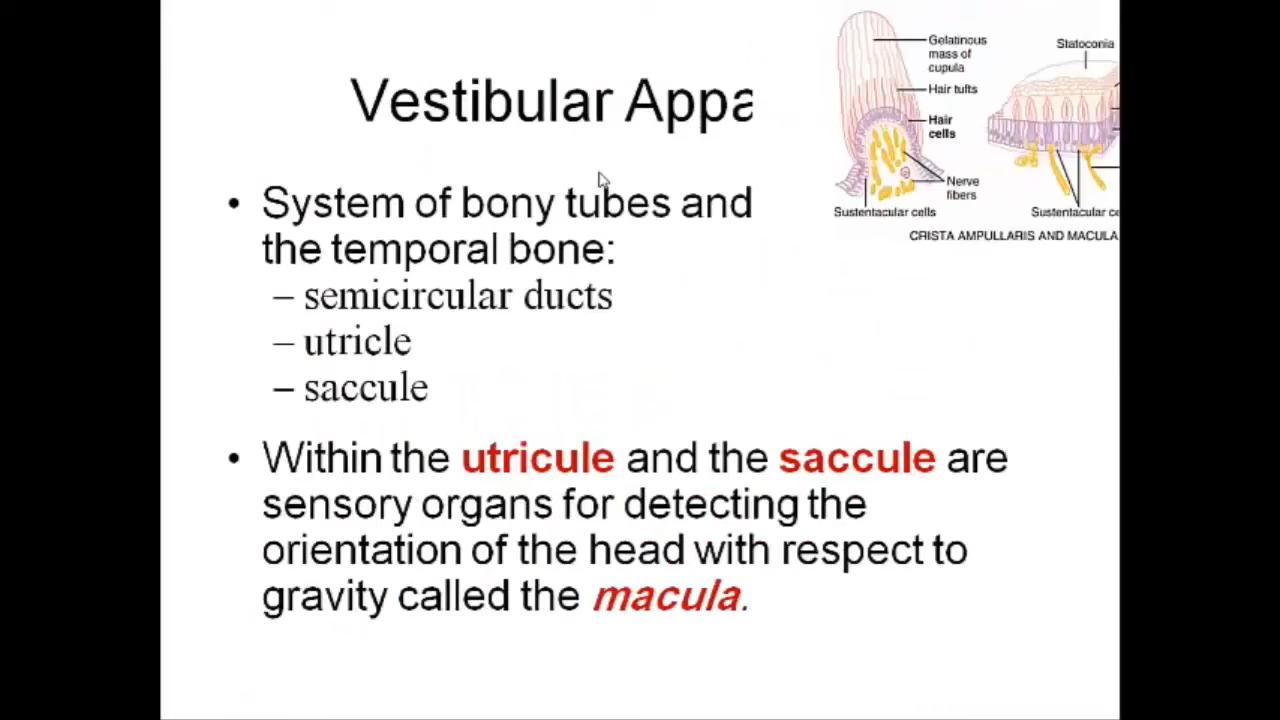 Vestibular Appa
• System of bony tubes and
the temporal bone:
– semicircular ducts
– utricle
– saccule
• Within the utricule and the saccule are
sensory organs for detecting the
orientation of the head with respect to
gravity called the macula.
Gelatinous
mass of
cupula
Hair tufts
Hair
cells
Nerve
fibers
Sustentacular cells
Statoconia
Sustentacular ce
CRISTA AMPULLARIS AND MACULA